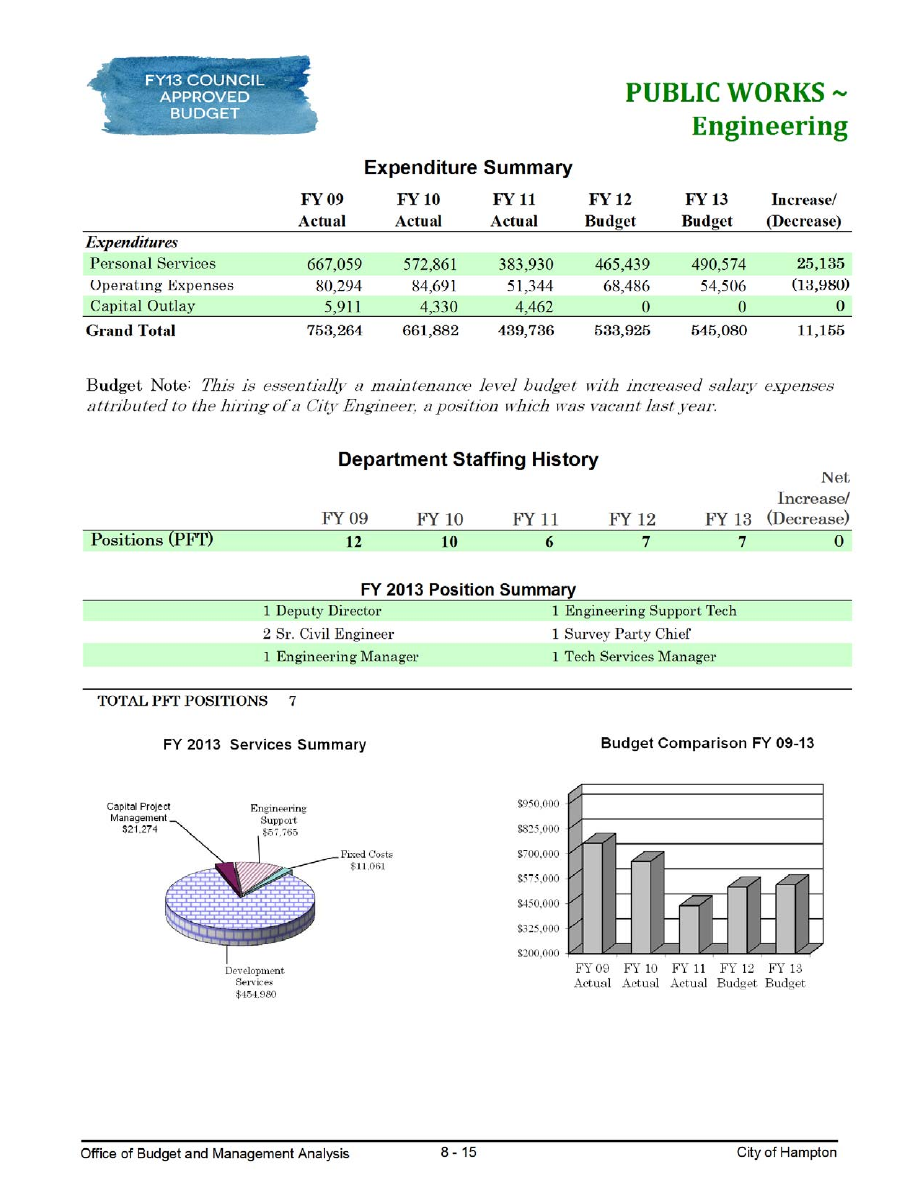 FY13 COUNCIL
APPROVED
BUDGET
PUBLIC WORKS ~
Engineering
Expenditure Summary
FY 09 FY 10 FY 11 FY 12 FY 13 Increase/
Actual Actual Actual Budget Budget (Decrease)
Expenditures
Personal Services 667,059 572,861 383,930 465,439 490,574 25,135
Operating Expenses 80,294 84,691 51,344 68,486 54,506 (13,980)
Capital Outlay 5,911 4,330 4,462 0 0 0
Grand Total 753,264 661,882 439,736 533,925 545,080 11,155
Budget Note: This is essentially a maintenance level budget with increased salary expenses
attributed to the hiring of a City Engineer, a position which was vacant last year.
Department Staffing History
Net
Increase/
FY 09 FY 10 FY 11 FY 12 FY 13 (Decrease)
Positions (PFT) 12 10 6 7 7 0
FY 2013 Position Summary
1 Deputy Director 1 Engineering Support Tech
2 Sr. Civil Engineer 1 Survey Party Chief
1 Engineering Manager 1 Tech Services Manager
TOTAL PFT POSITIONS 7
FY 2013 Services Summary
Capital Project
Management
$21,274
Engineering
Support
$57,765
Fixed Costs
$11,061
Development
Services
$454,980
Budget Comparison FY 09-13
$950,000
$825,000
$700,000
$575,000
$450,000
$325,000
$200,000
FY 09 FY 10 FY 11 FY 12 FY 13
Actual Actual Actual Budget Budget
Office of Budget and Management Analysis 8 - 15 City of Hampton